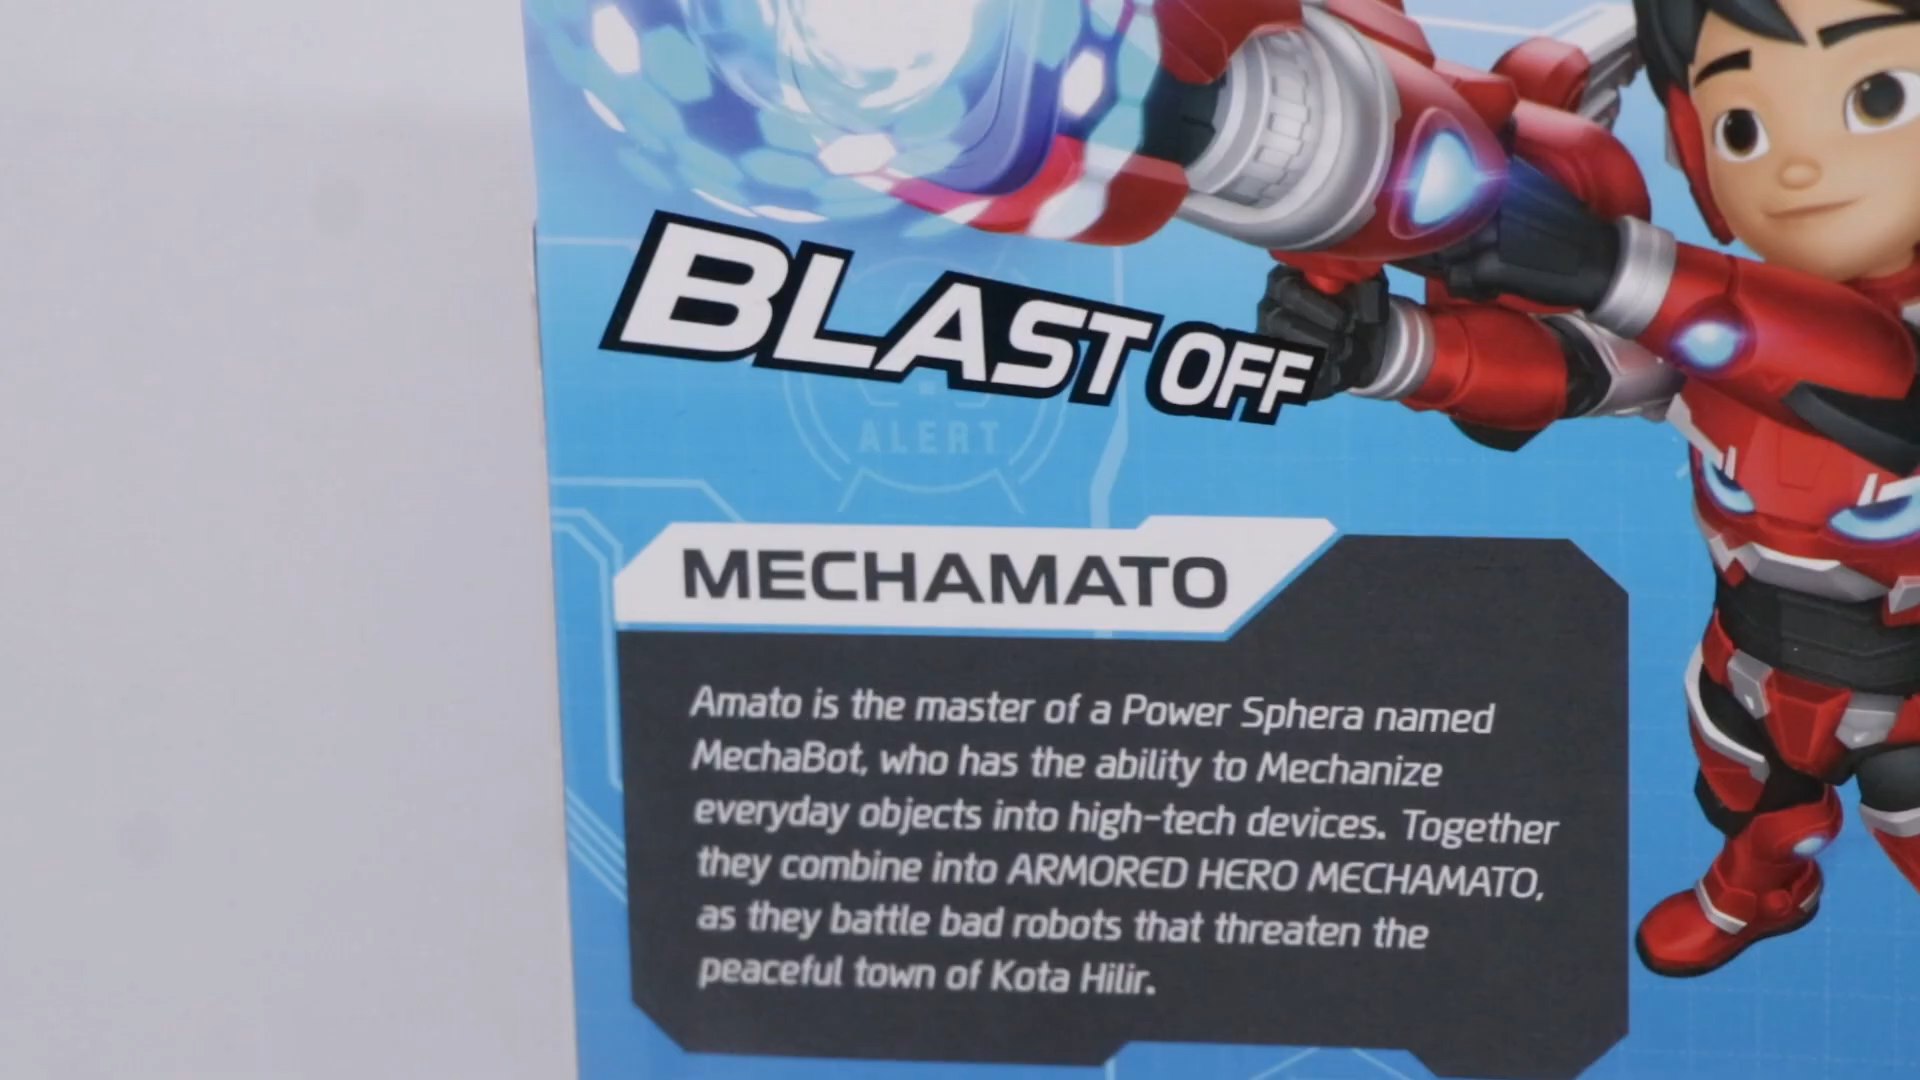 BLAST OFF
ALERT
MECHAMATO
Amato is the master of a Power Sphera named
MechaBot, who has the ability to Mechanize
everyday objects into high-tech devices. Together
they combine into ARMORED HERO MECHAMATO,
as they battle bad robots that threaten the
peaceful town of Kota Hilir.